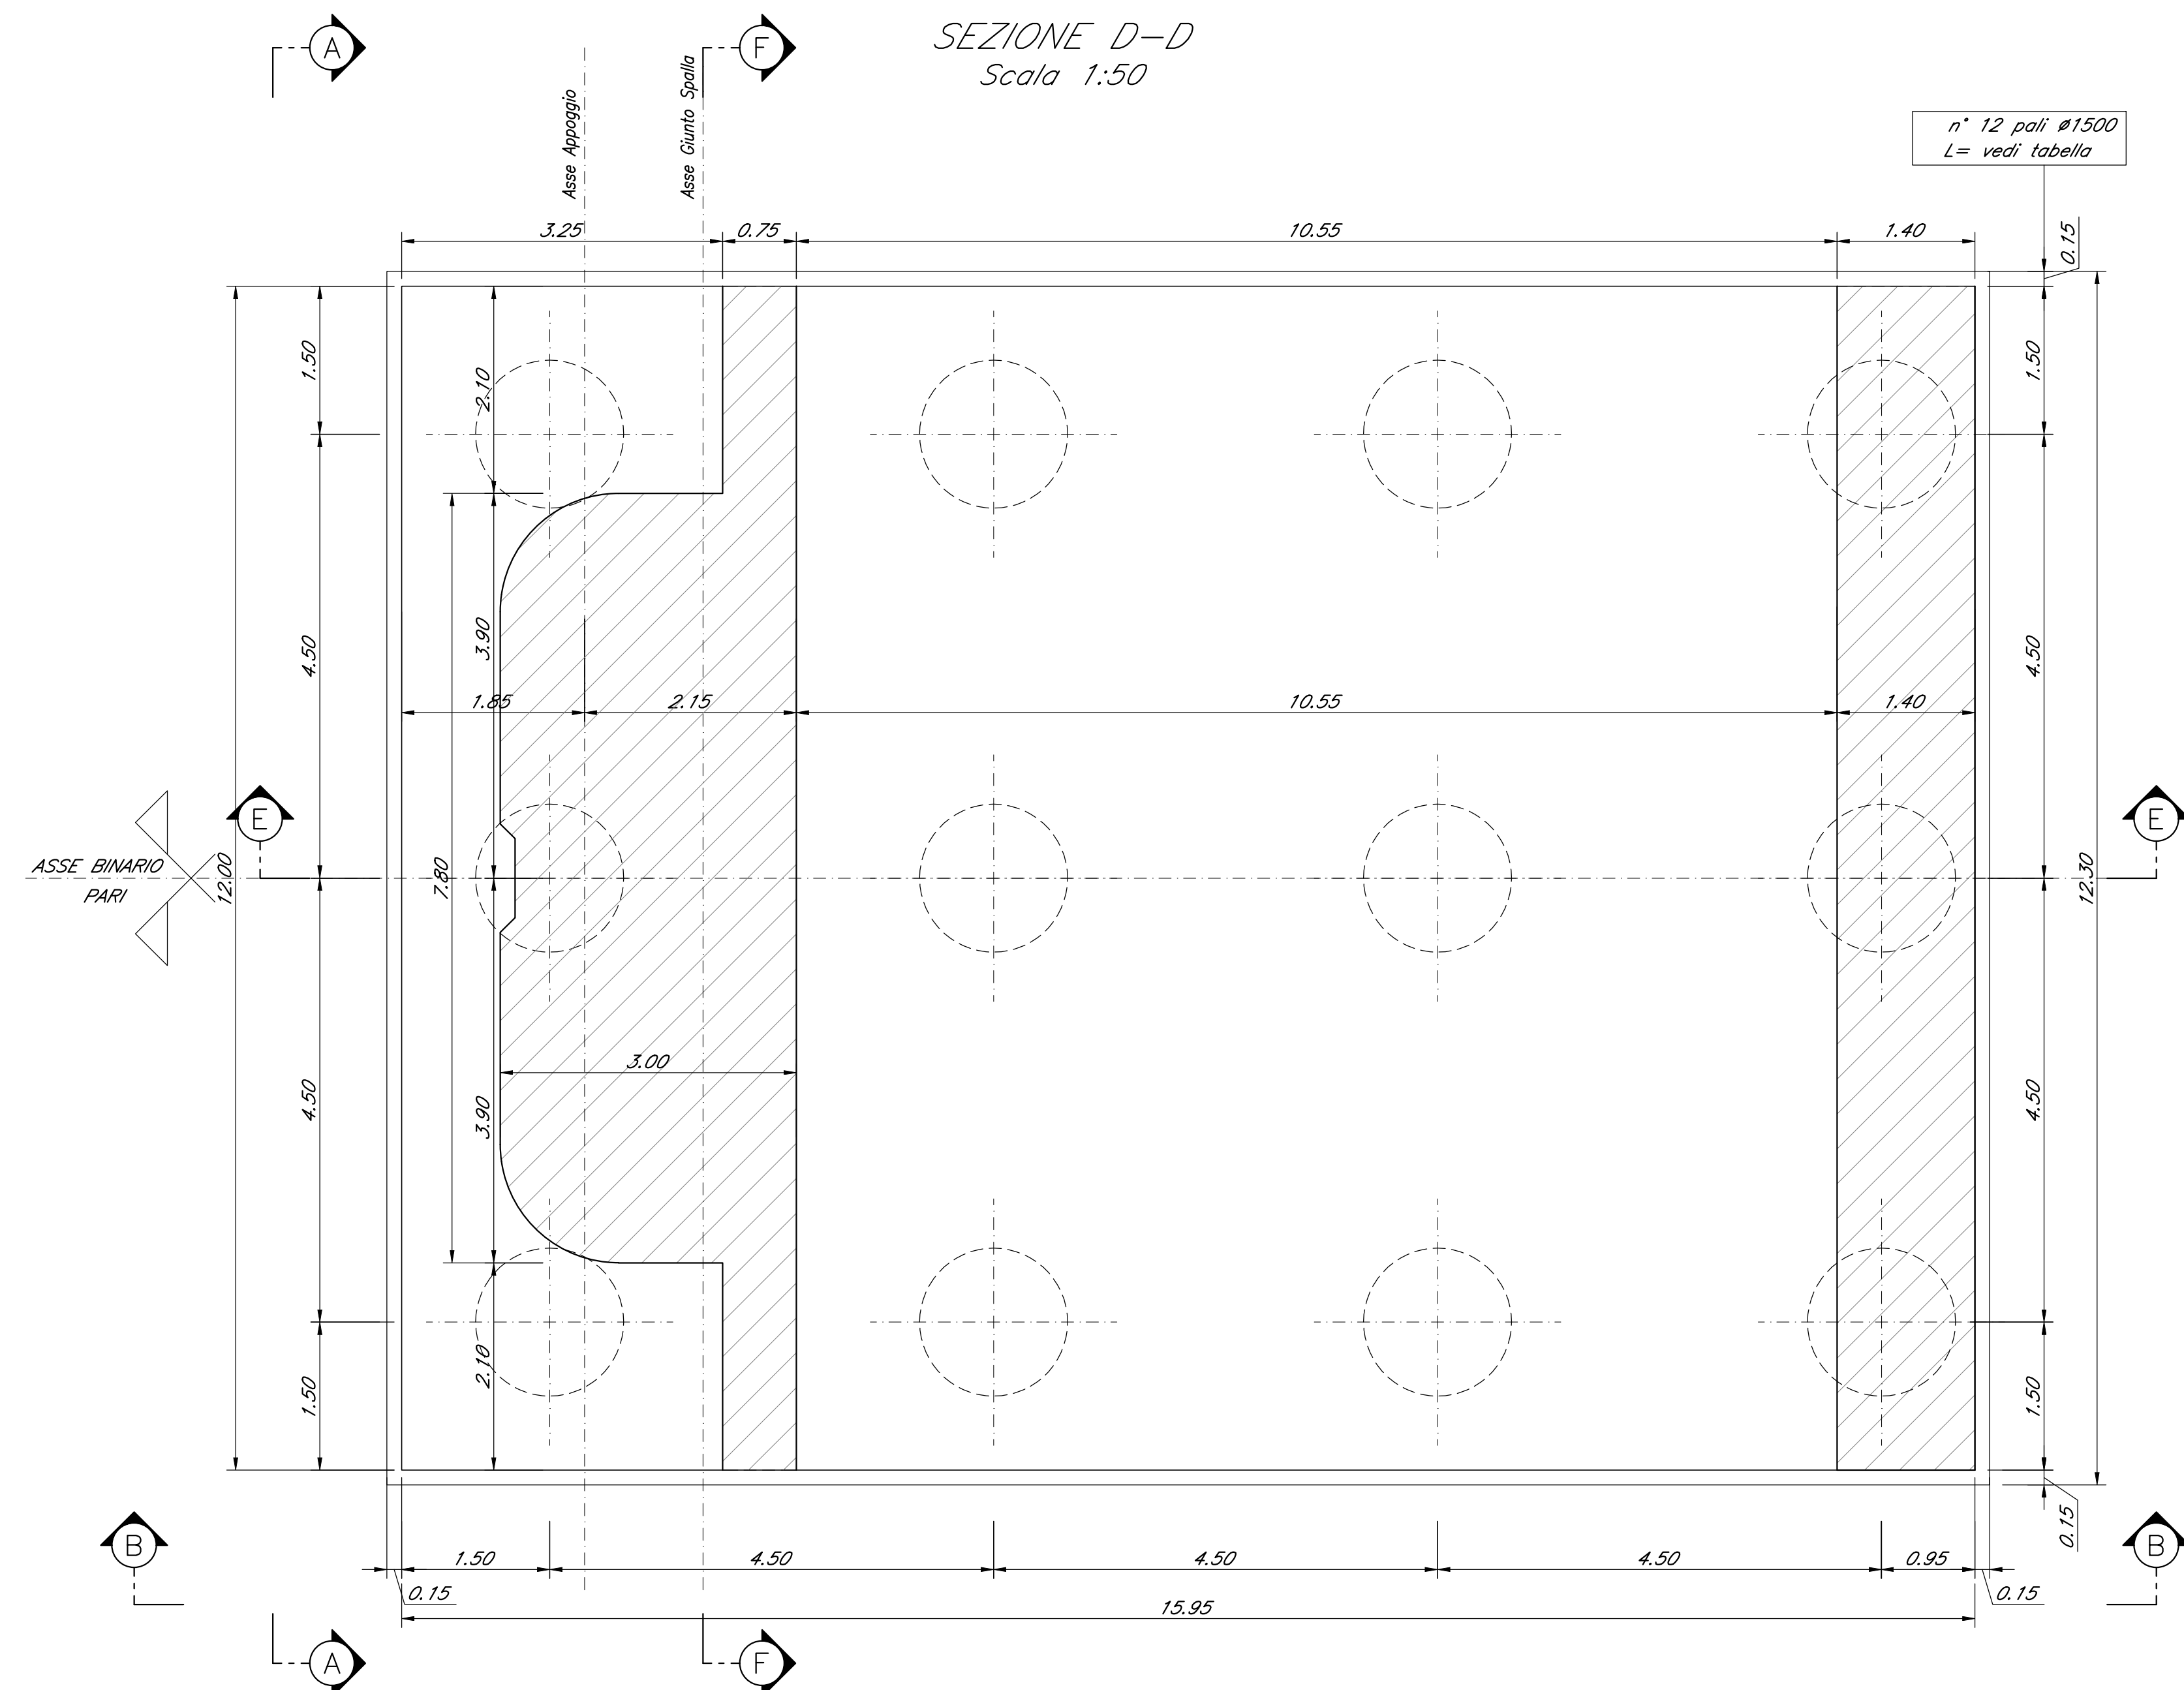 A
F
SEZIONE D-D
Scala 1:50
Asse Appoggio
Asse Giunto Spalla
n° 12 pali ø1500
L= vedi tabella
3.25
0.75
10.55
1.40
0.15
1.50
2.10
1.50
4.50
3.90
4.50
1.85
2.15
10.55
1.40
E
E
ASSE BINARIO
PARI
12.00
7.80
12.30
3.00
4.50
3.90
4.50
1.50
2.10
1.50
0.15
B
B
1.50
4.50
4.50
4.50
0.95
0.15
0.15
15.95
A
F